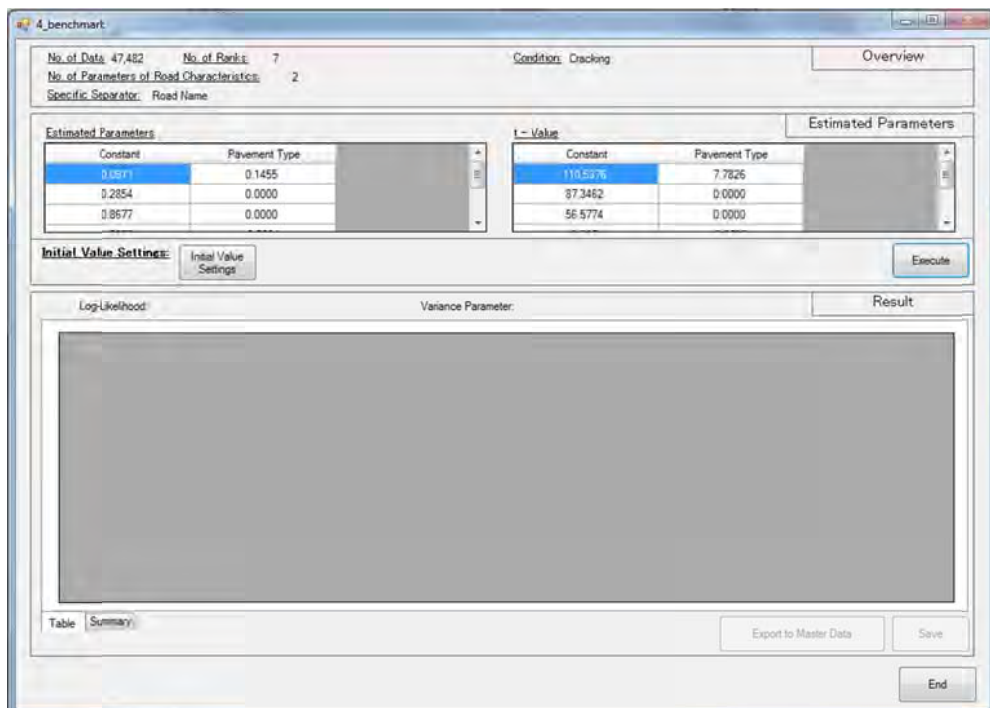 4_benchmark
No. of Data: 47,482 No. of Ranks: 7 Condition: Cracking Overview
No. of Parameters of Road Characteristics: 2
Specific Separator: Road Name
Estimated Parameters
Estimated Parameters t - Value
Constant Pavement Type Constant Pavement Type
0.1455 110.5376 7.7826
0.2854 0.0000 87.3462 0.0000
0.8677 0.0000 56.5774 0.0000
Initial Value Settings: Initial Value Settings Execute
Log-Likelihood: Variance Parameter: Result
Table Summary
Export to Master Data Save
End